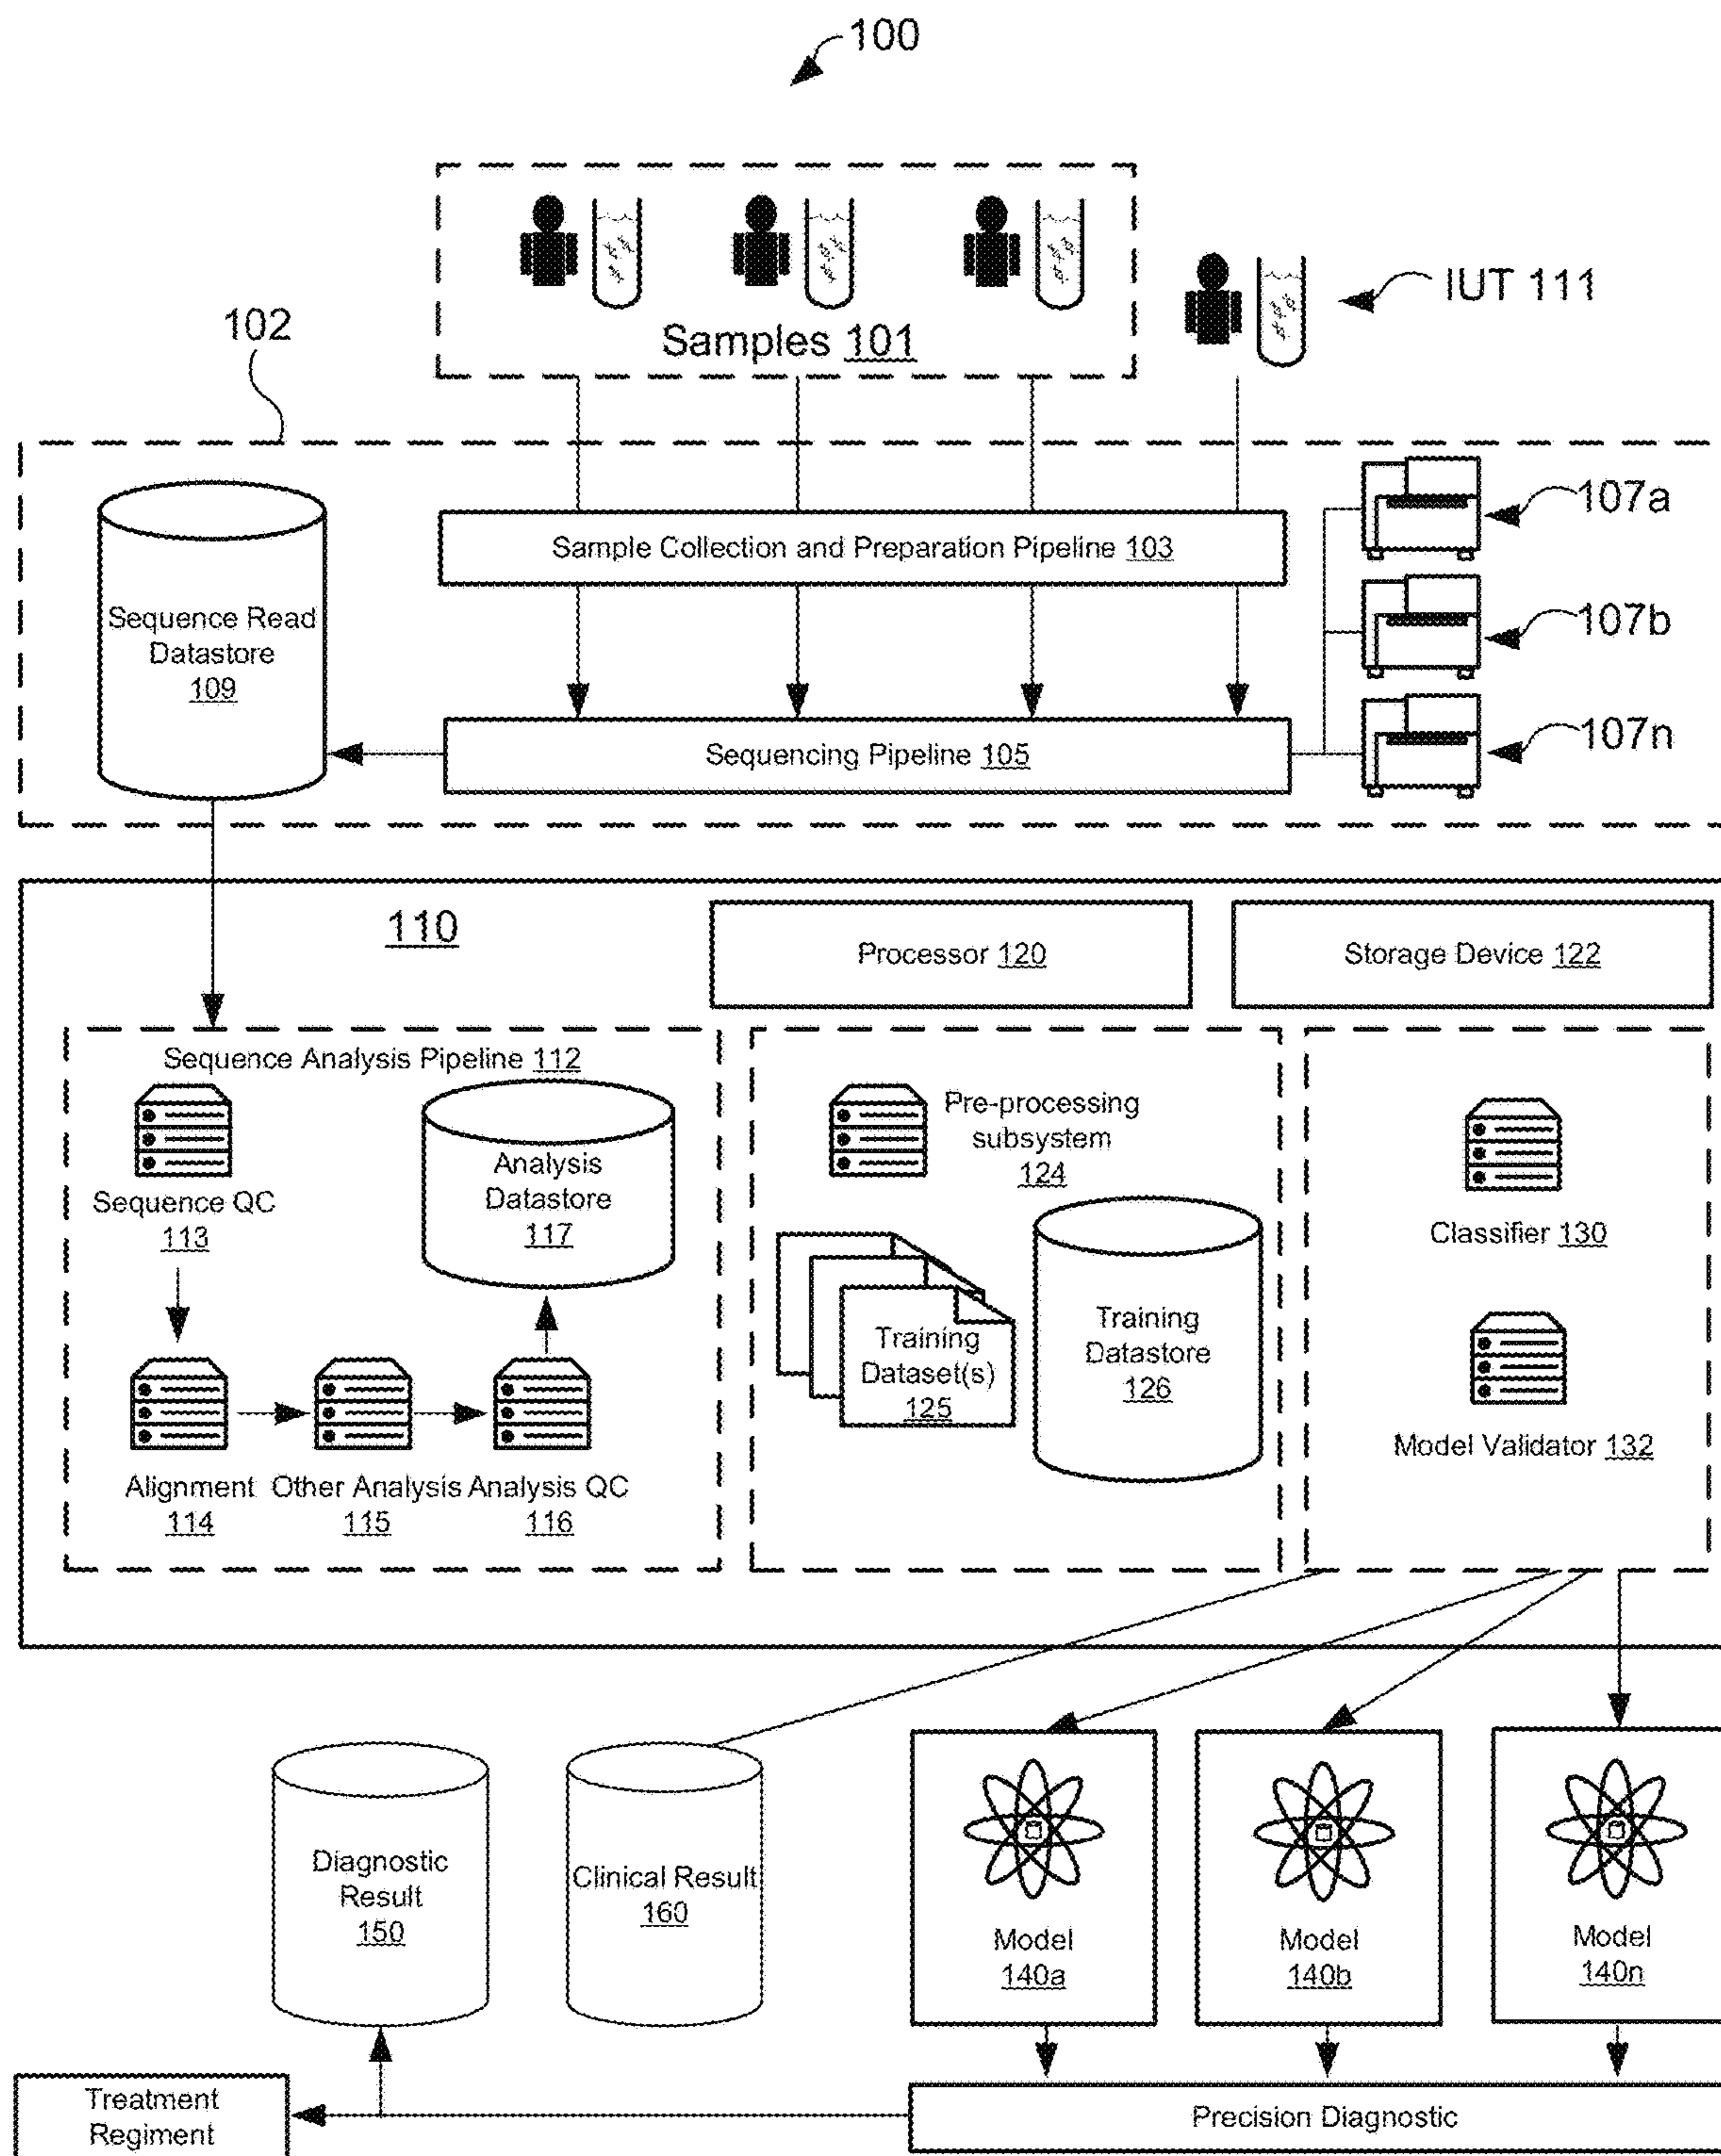 100
IUT 111
Samples 101
102
107a
Sample Collection and Preparation Pipeline 103
Sequence Read
Datastore
109
107b
107n
Sequencing Pipeline 105
110
Processor 120
Storage Device 122
Sequence Analysis Pipeline 112
Sequence QC
113
Analysis
Datastore
117
Alignment
114
Other Analysis
115
Analysis QC
116
Pre-processing
subsystem
124
Training
Dataset(s)
125
Training
Datastore
126
Classifier 130
Model Validator 132
Diagnostic
Result
150
Clinical Result
160
Model
140a
Model
140b
Model
140n
Treatment
Regiment
Precision Diagnostic